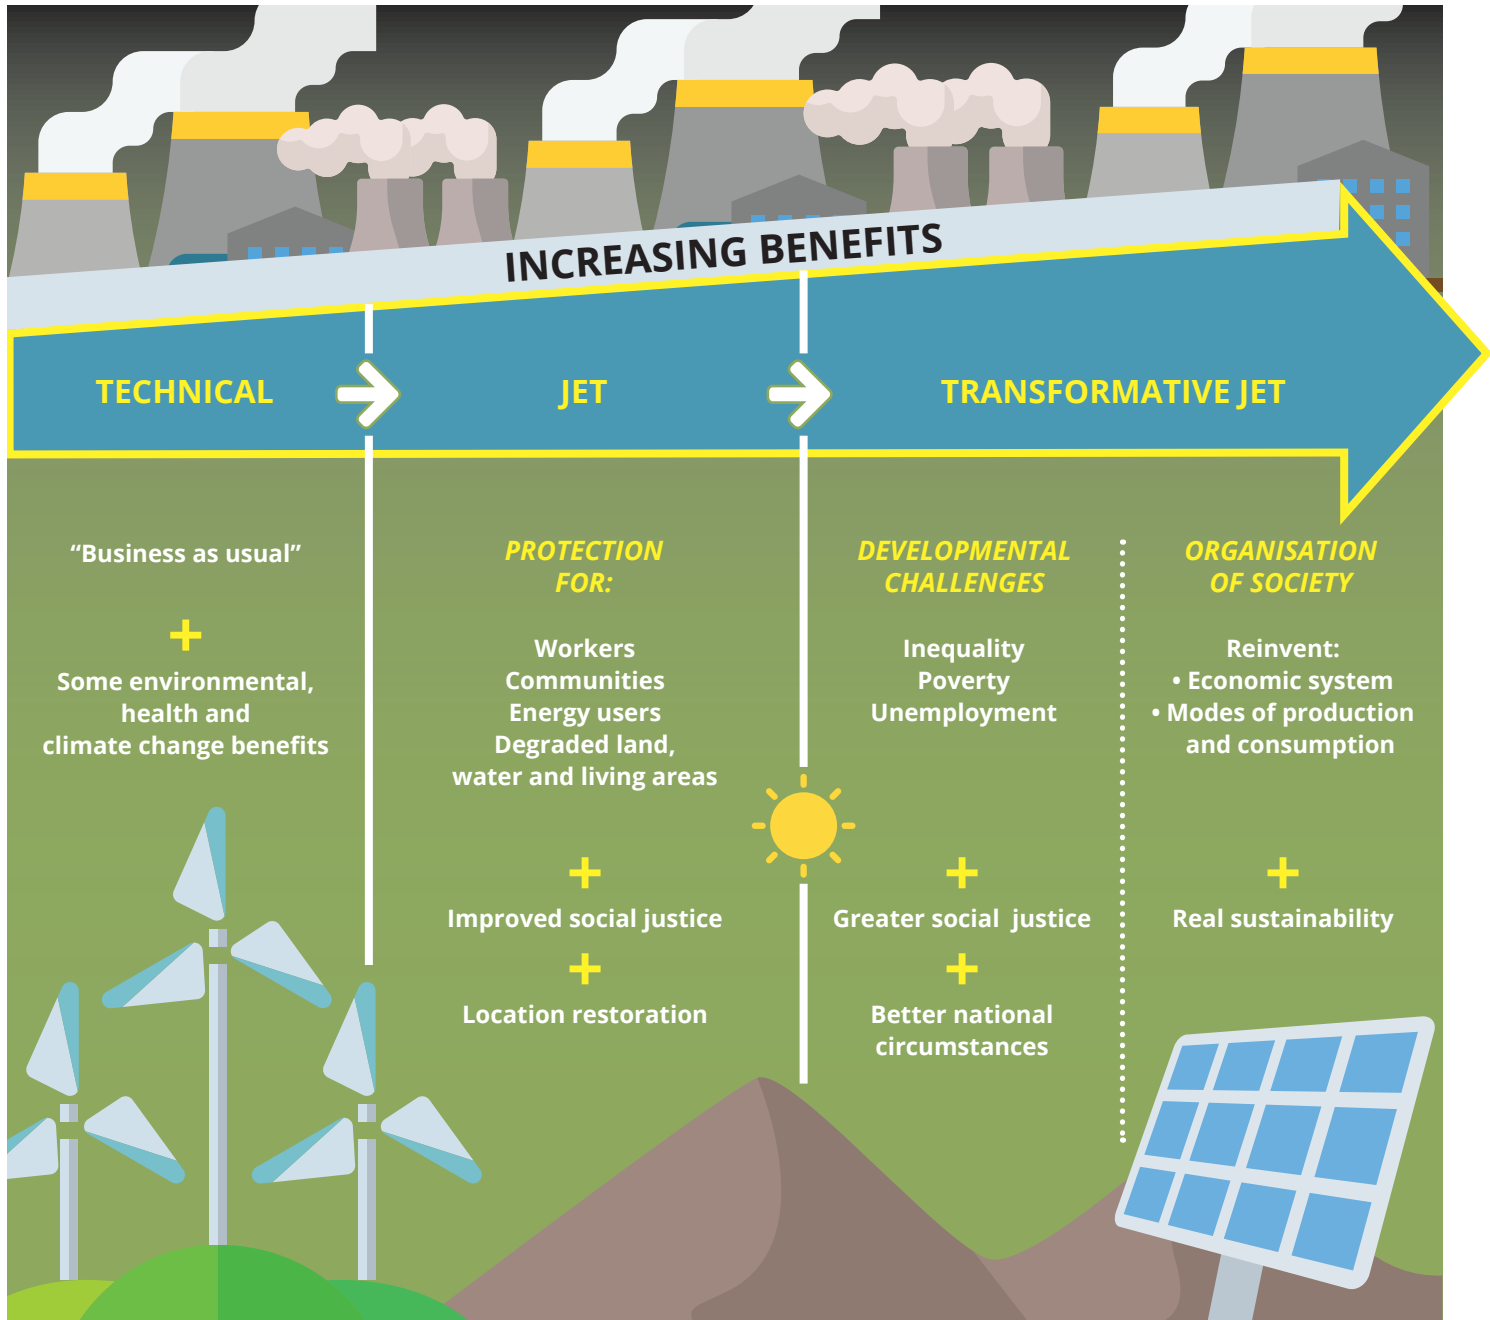 INCREASING BENEFITS
TECHNICAL
JET
TRANSFORMATIVE JET
“Business as usual”
+
Some environmental,
health and
climate change benefits
PROTECTION
FOR:
Workers
Communities
Energy users
Degraded land,
water and living areas
+
Improved social justice
+
Location restoration
DEVELOPMENTAL
CHALLENGES
Inequality
Poverty
Unemployment
+
Greater social justice
+
Better national
circumstances
ORGANISATION
OF SOCIETY
Reinvent:
• Economic system
• Modes of production
and consumption
+
Real sustainability